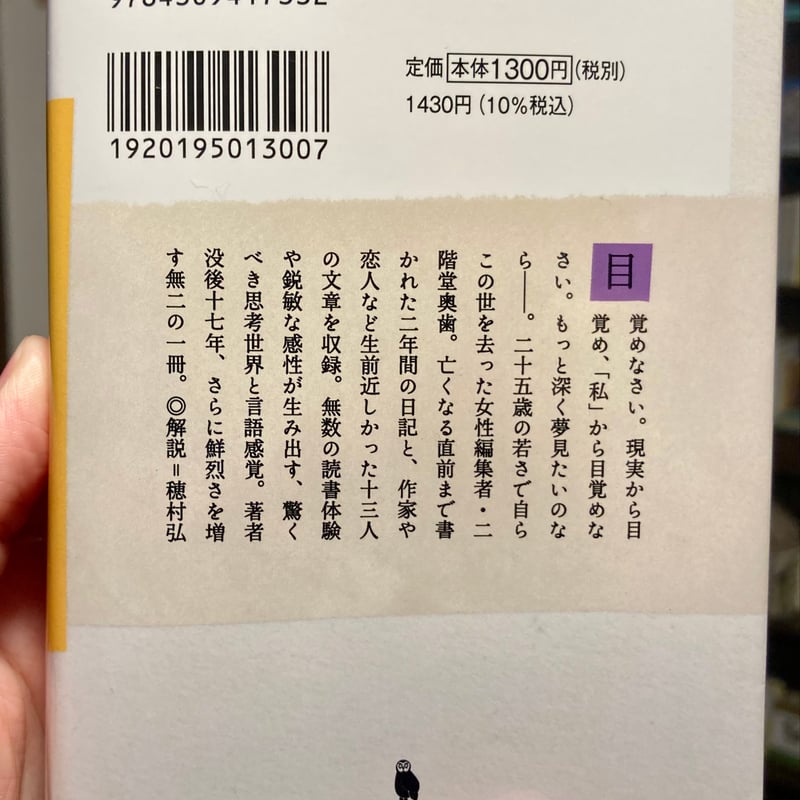 定価 本体1300円(税別)
1430円(10%税込)
1920195013007
目覚めなさい。現実から目
覚め、「私」から目覚めな
さい。もっと深く夢見たいのな
ら――。二十五歳の若さで自ら
この世を去った女性編集者・二
階堂奥歯。亡くなる直前まで書
かれた二年間の日記と、作家や
恋人など生前近しかった十三人
の文章を収録。無数の読書体験
や鋭敏な感性が生み出す、驚く
べき思考世界と言語感覚。著者
没後十七年、さらに鮮烈さを増
す無二の一冊。◎解説=穂村弘